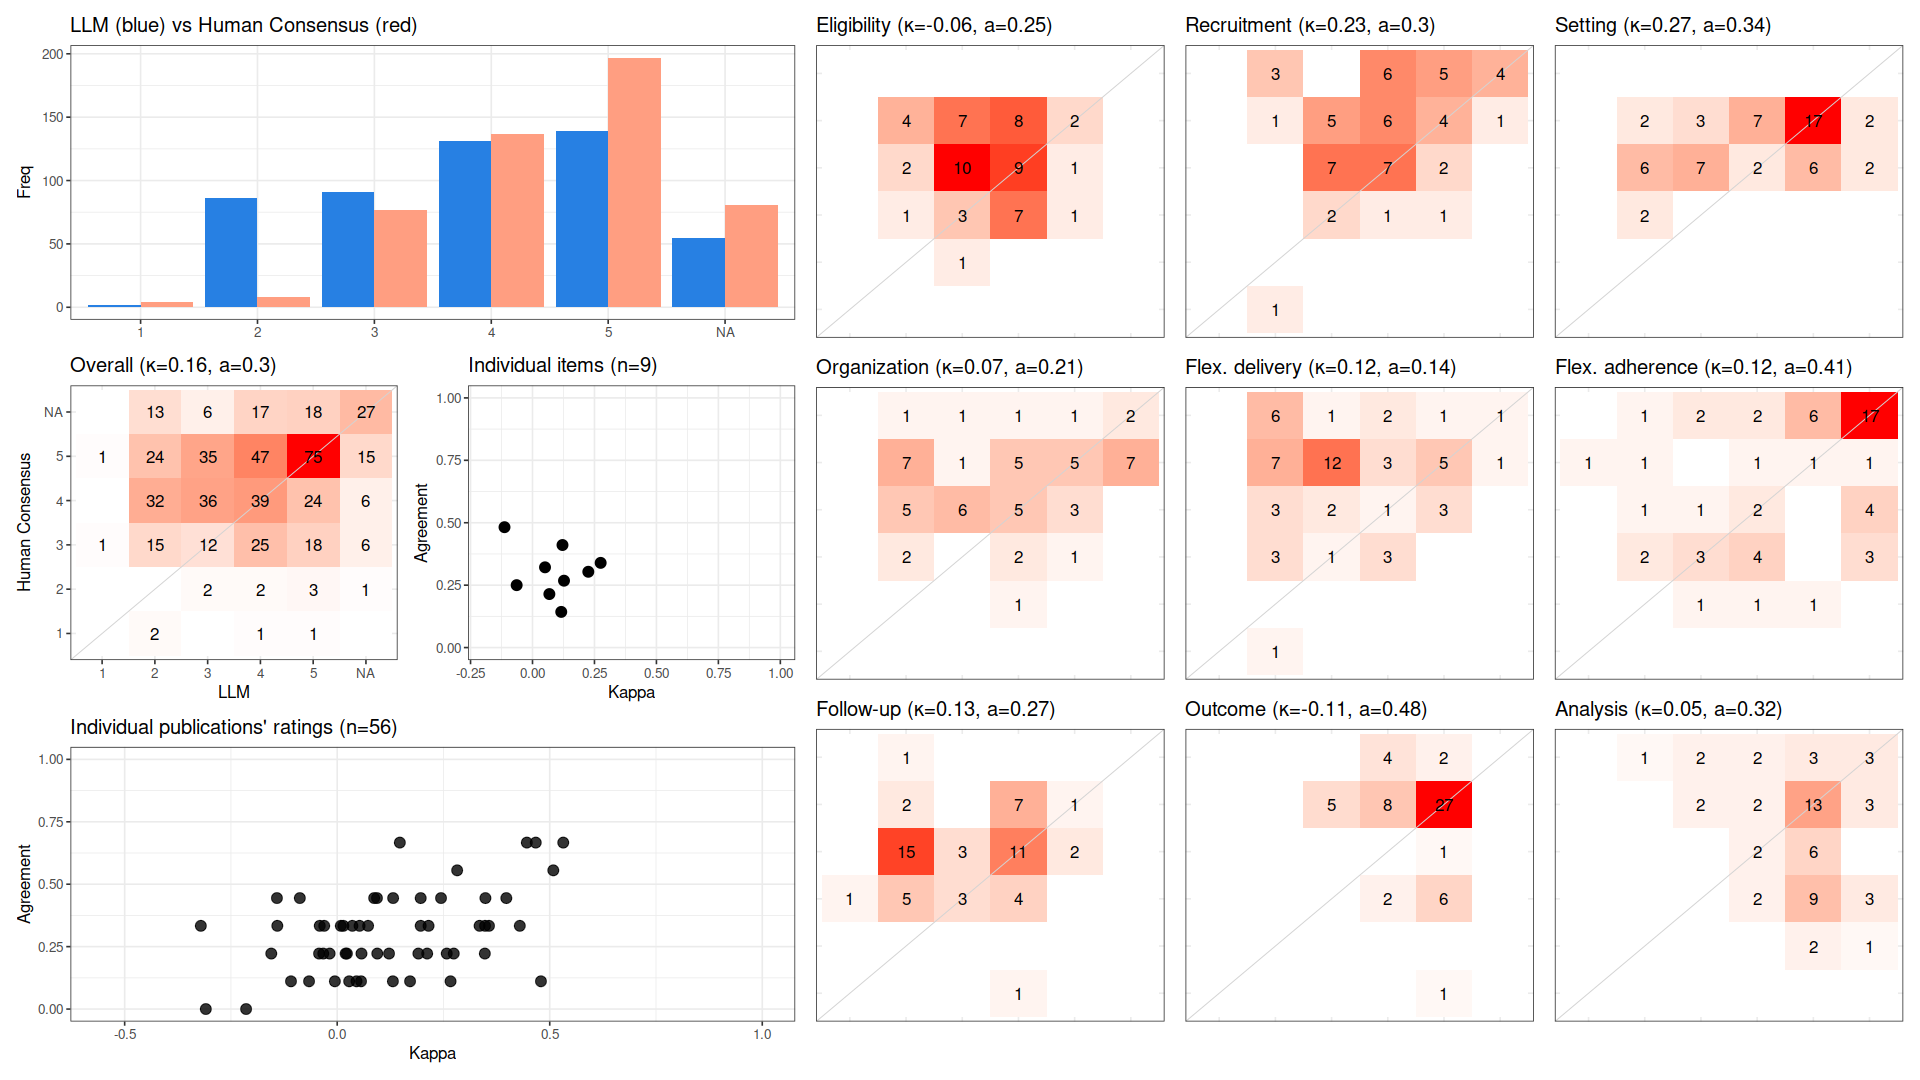 LLM (blue) vs Human Consensus (red)
Freq
200
150
100
50
0
1 2 3 4 5 NA
Overall (κ=0.16, a=0.3)
Human Consensus
NA 13 6 17 18 27
5 1 24 35 47 75 15
4 32 36 39 24 6
3 1 15 12 25 18 6
2 2 2 3 1
1 2 1 1
1 2 3 4 5 NA
LLM
Individual items (n=9)
Agreement
1.00
0.75
0.50
0.25
0.00
-0.25 0.00 0.25 0.50 0.75 1.00
Kappa
Individual publications' ratings (n=56)
Agreement
1.00
0.75
0.50
0.25
0.00
-0.5 0.0 0.5 1.0
Kappa
Eligibility (κ=-0.06, a=0.25)
4 7 8 2
2 10 9 1
1 3 7 1
1
Recruitment (κ=0.23, a=0.3)
3 6 5 4
1 5 6 4 1
7 7 2
2 1 1
1
Setting (κ=0.27, a=0.34)
2 3 7 17 2
6 7 2 6 2
2
Organization (κ=0.07, a=0.21)
1 1 1 1 2
7 1 5 5 7
5 6 5 3
2 2 1
1
Flex. delivery (κ=0.12, a=0.14)
6 1 2 1 1
7 12 3 5 1
3 2 1 3
3 1 3
1
Flex. adherence (κ=0.12, a=0.41)
1 2 2 6 17
1 1 1 1 1
1 1 2 4
2 3 4 3
1 1 1
Follow-up (κ=0.13, a=0.27)
1
2 7 1
15 3 11 2
1 5 3 4
1
Outcome (κ=-0.11, a=0.48)
4 2
5 8 27
1
2 6
1
Analysis (κ=0.05, a=0.32)
1 2 2 3 3
2 2 13 3
2 6
2 9 3
2 1